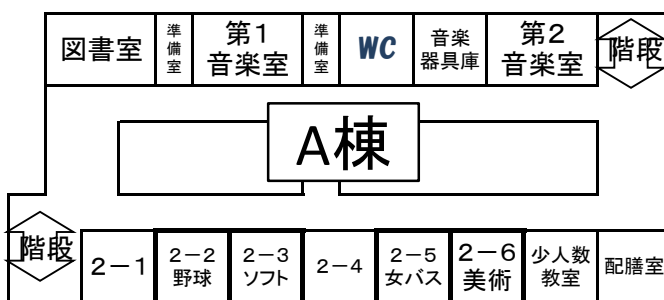 図書室
準備室
第1
音楽室
準備室
WC
音楽
器具庫
第2
音楽室
階段
A棟
階段
2－1
2－2
野球
2－3
ソフト
2－4
2－5
女バス
2－6
美術
少人数
教室
配膳室